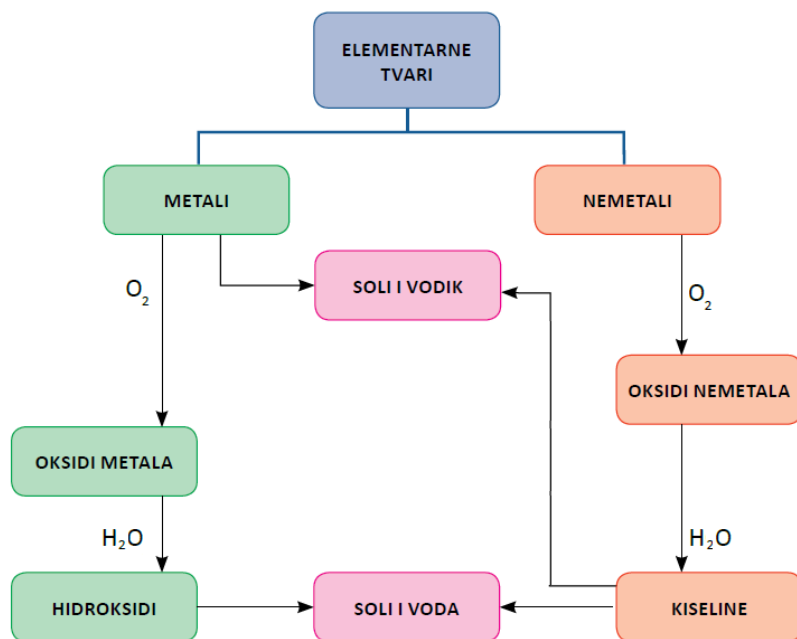 ELEMENTARNE
TVARI
METALI
NEMETALI
SOLI I VODIK
O₂
O₂
OKSIDI NEMETALA
OKSIDI METALA
H₂O
H₂O
HIDROKSIDI
SOLI I VODA
KISELINE